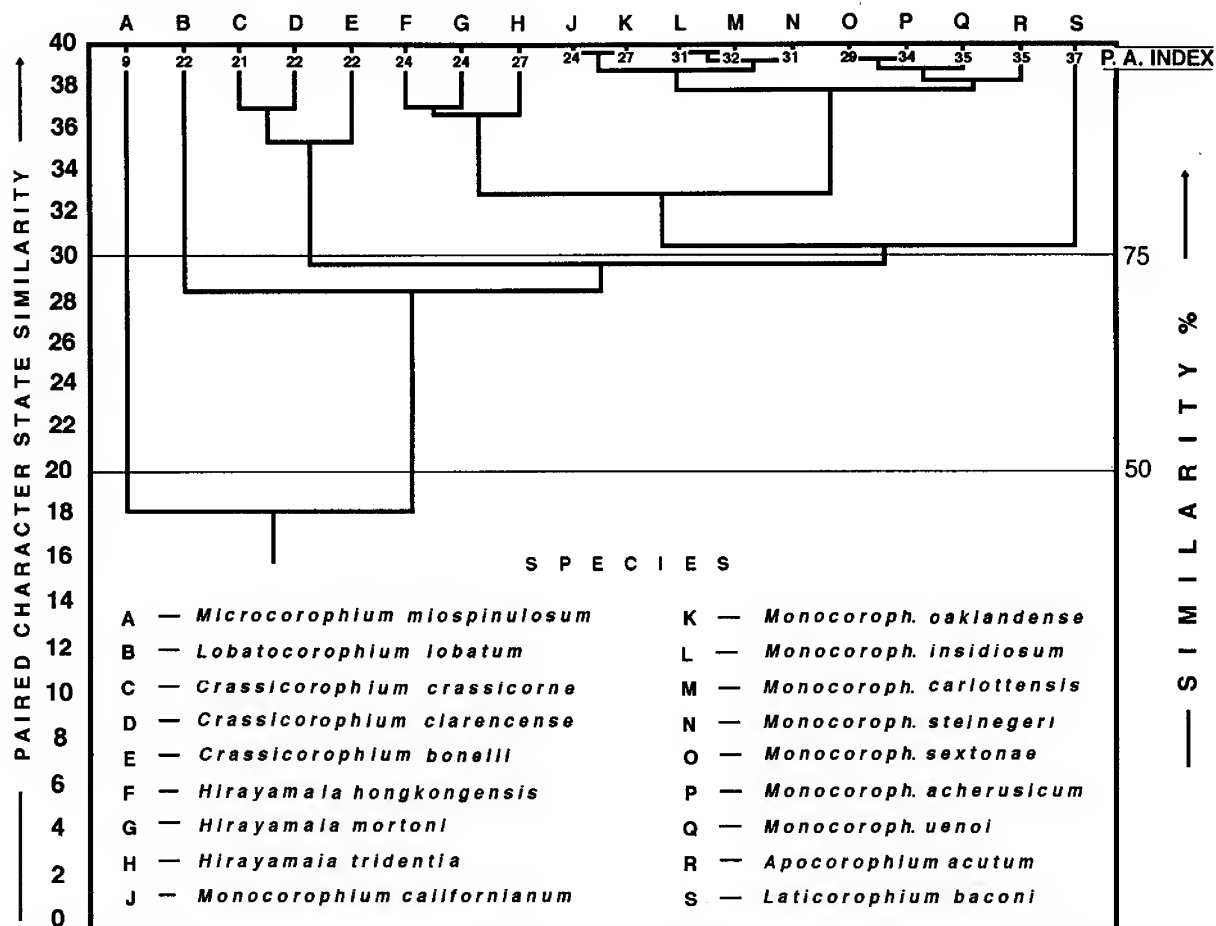 A B C D E F G H J K L M N O P Q R S
9 22 21 22 22 24 24 27 24 27 31 32 31 29 34 35 35 37 P. A. INDEX
PAIRED CHARACTER STATE SIMILARITY
40
38
36
34
32
30
28
26
24
22
20
18
16
14
12
10
8
6
4
2
0
75
50
SIMILARITY %
SPECIES
A — Microcorophium miospinulosum
B — Lobatocorophium lobatum
C — Crassicorophium crassicorne
D — Crassicorophium clarencense
E — Crassicorophium bonelli
F — Hirayamaia hongkongensis
G — Hirayamaia mortoni
H — Hirayamaia tridentia
J — Monocorophium californianum
K — Monocoroph. oaklandense
L — Monocoroph. insidiosum
M — Monocoroph. carlottensis
N — Monocoroph. steinegeri
O — Monocoroph. sextonae
P — Monocoroph. acherusicum
Q — Monocoroph. uenoi
R — Apocorophium acutum
S — Laticorophium baconi